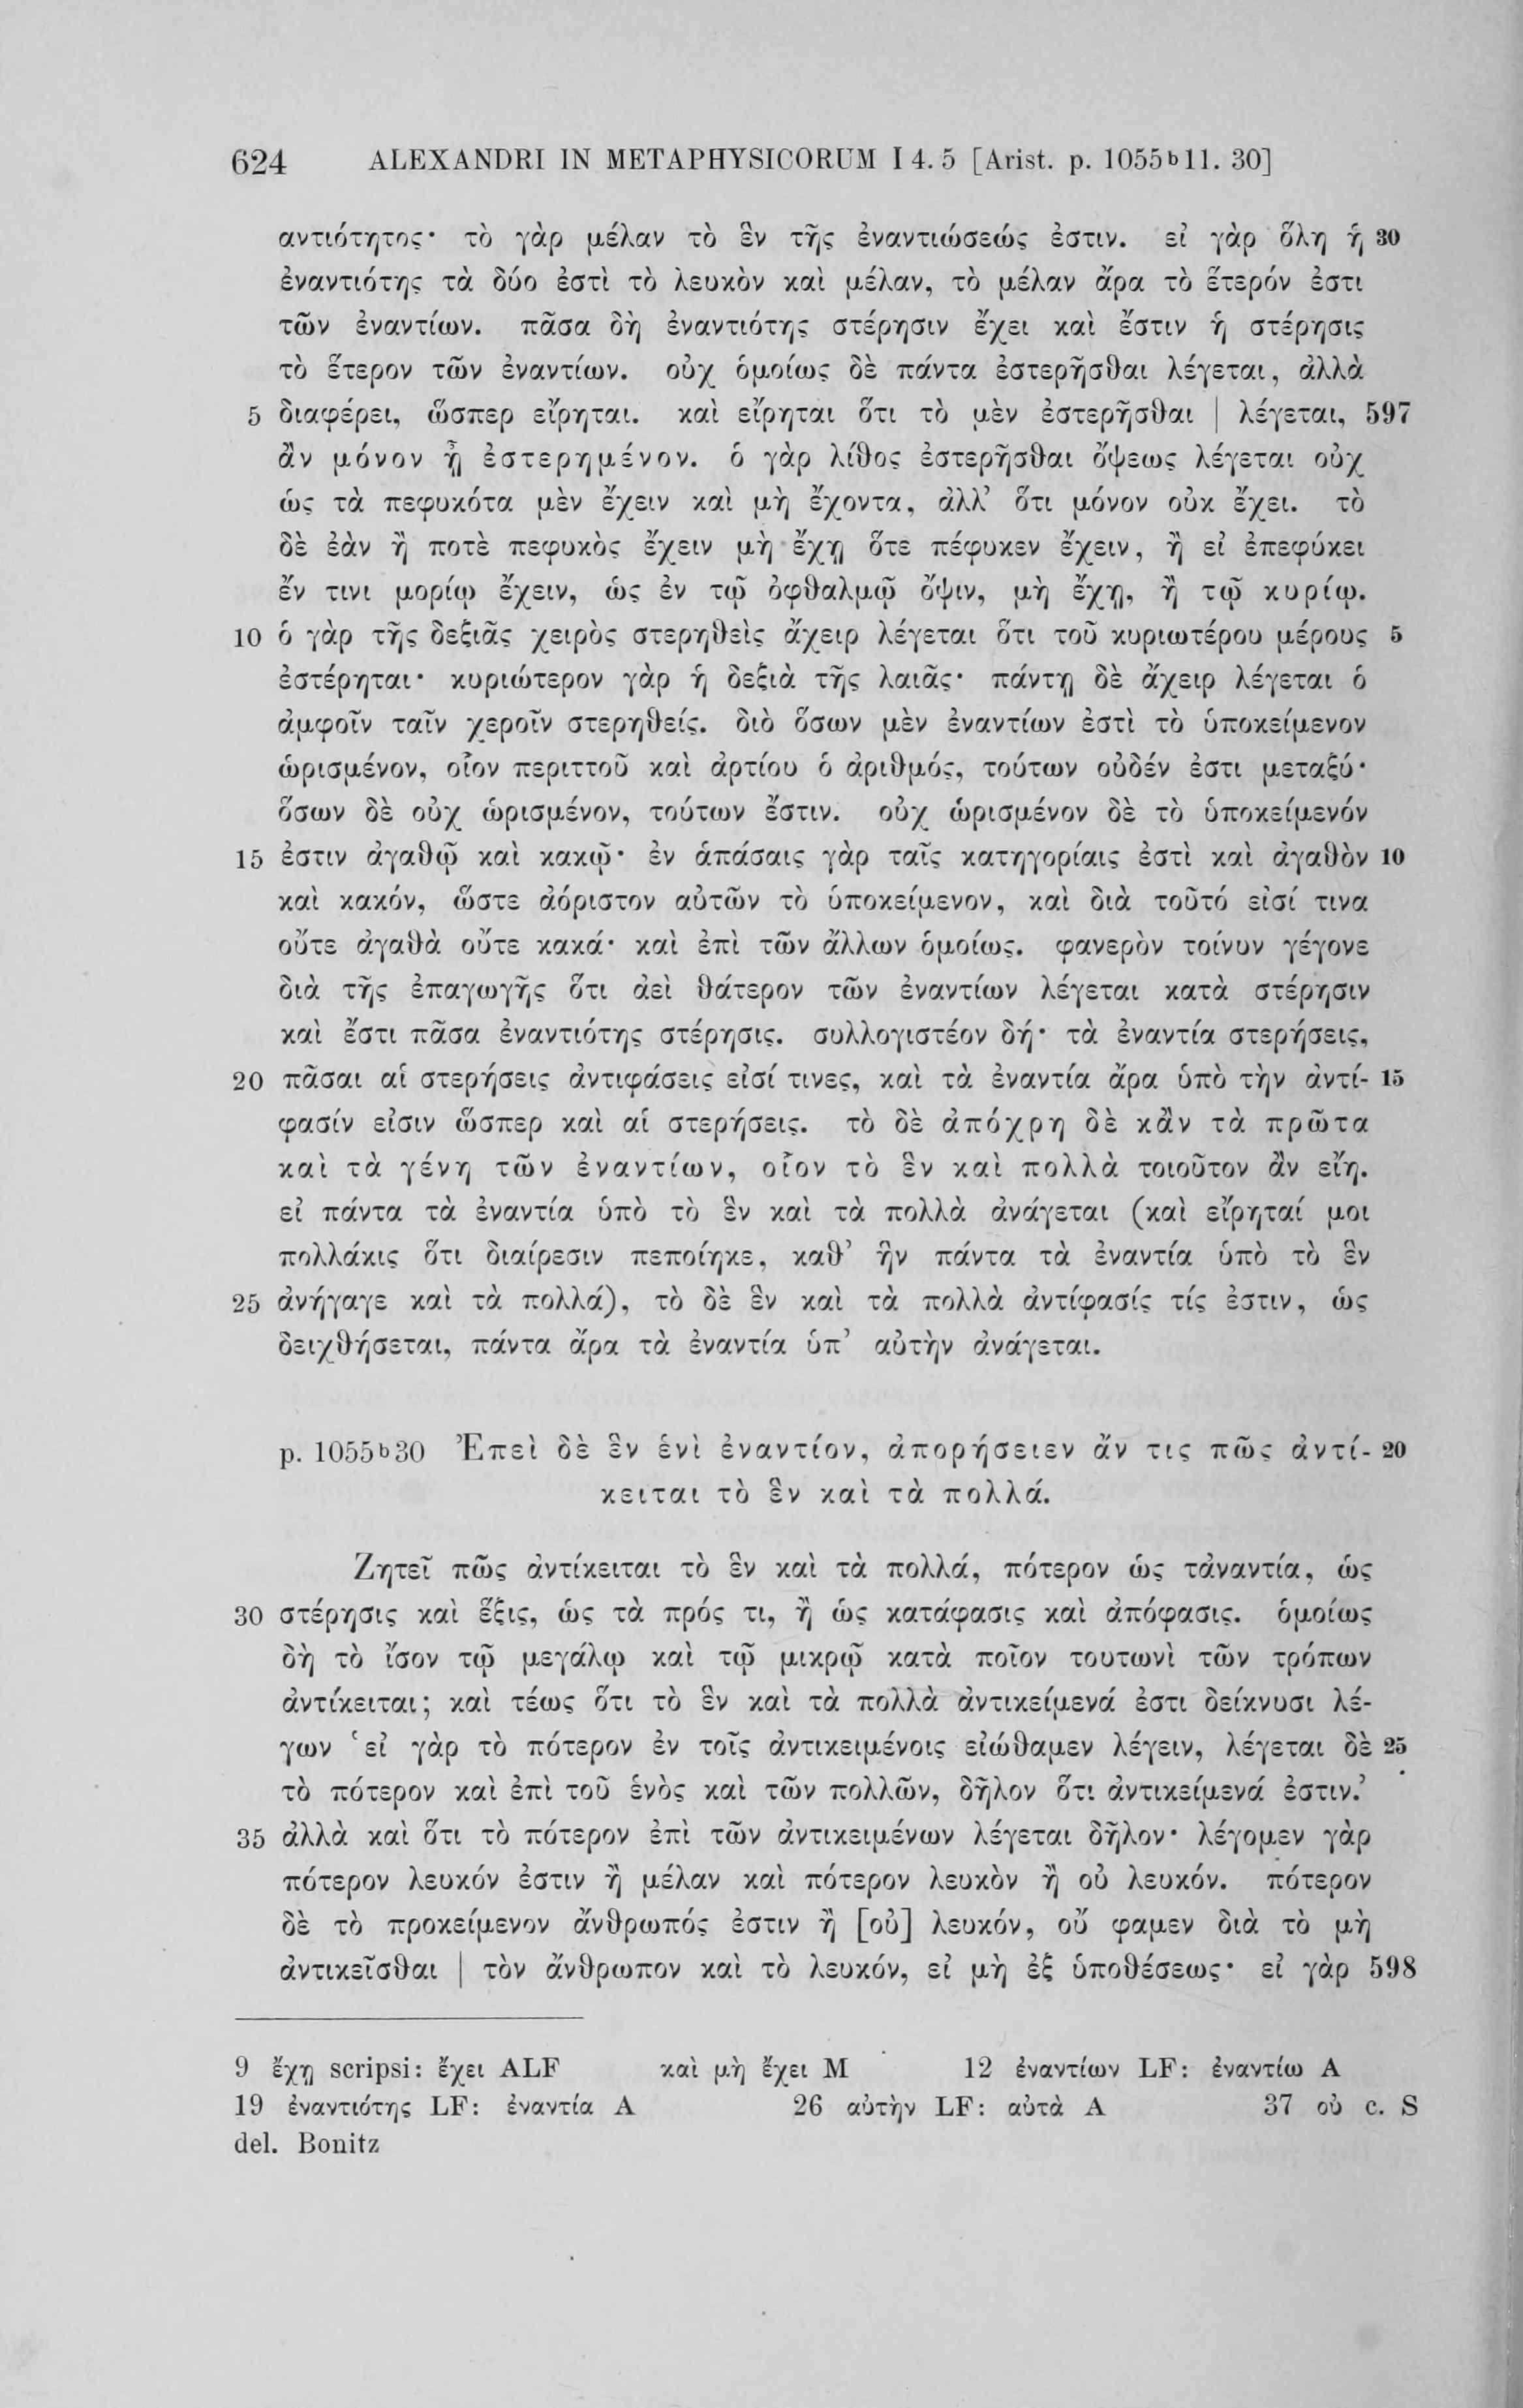 624 ALEXANDRI IN METAPHYSICORUM I 4. 5 [Arist. p. 1055b11. 30]
αντιότητος· τὸ γὰρ μέλαν τὸ ἓν τῆς ἐναντιώσεώς ἐστιν. εἰ γὰρ ὅλη ἡ 30
ἐναντιότης τὰ δύο ἐστὶ τὸ λευκὸν καὶ μέλαν, τὸ μέλαν ἄρα τὸ ἕτερόν ἐστι
τῶν ἐναντίων. πᾶσα δὴ ἐναντιότης στέρησιν ἔχει καὶ ἔστιν ἡ στέρησις
τὸ ἕτερον τῶν ἐναντίων. οὐχ ὁμοίως δὲ πάντα ἐστερῆσθαι λέγεται, ἀλλὰ
5 διαφέρει, ὥσπερ εἴρηται. καὶ εἴρηται ὅτι τὸ μὲν ἐστερῆσθαι | λέγεται, 597
ἂν μόνον ᾖ ἐστερημένον. ὁ γὰρ λίθος ἐστερῆσθαι ὄψεως λέγεται οὐχ
ὡς τὰ πεφυκότα μὲν ἔχειν καὶ μὴ ἔχοντα, ἀλλ’ ὅτι μόνον οὐκ ἔχει. τὸ
δὲ ἐὰν ἢ ποτὲ πεφυκὸς ἔχειν μὴ ἔχῃ ὅτε πέφυκεν ἔχειν, ἢ εἰ ἐπεφύκει
ἔν τινι μορίῳ ἔχειν, ὡς ἐν τῷ ὀφθαλμῷ ὄψιν, μὴ ἔχῃ, ἢ τῷ κυρίῳ.
10 ὁ γὰρ τῆς δεξιᾶς χειρὸς στερηθεὶς ἄχειρ λέγεται ὅτι τοῦ κυριωτέρου μέρους 5
ἐστέρηται· κυριώτερον γὰρ ἡ δεξιὰ τῆς λαιᾶς· πάντῃ δὲ ἄχειρ λέγεται ὁ
ἀμφοῖν ταῖν χεροῖν στερηθείς. διὸ ὅσων μὲν ἐναντίων ἐστὶ τὸ ὑποκείμενον
ὡρισμένον, οἷον περιττοῦ καὶ ἀρτίου ὁ ἀριθμός, τούτων οὐδέν ἐστι μεταξύ·
ὅσων δὲ οὐχ ὡρισμένον, τούτων ἔστιν. οὐχ ὡρισμένον δὲ τὸ ὑποκείμενόν
15 ἐστιν ἀγαθῷ καὶ κακῷ· ἐν ἁπάσαις γὰρ ταῖς κατηγορίαις ἐστὶ καὶ ἀγαθὸν 10
καὶ κακόν, ὥστε ἀόριστον αὐτῶν τὸ ὑποκείμενον, καὶ διὰ τοῦτό εἰσί τινα
οὔτε ἀγαθὰ οὔτε κακά· καὶ ἐπὶ τῶν ἄλλων ὁμοίως. φανερὸν τοίνυν γέγονε
διὰ τῆς ἐπαγωγῆς ὅτι ἀεὶ θάτερον τῶν ἐναντίων λέγεται κατὰ στέρησιν
καὶ ἔστι πᾶσα ἐναντιότης στέρησις. συλλογιστέον δή· τὰ ἐναντία στερήσεις,
20 πᾶσαι αἱ στερήσεις ἀντιφάσεις εἰσί τινες, καὶ τὰ ἐναντία ἄρα ὑπὸ τὴν ἀντί- 15
φασίν εἰσιν ὥσπερ καὶ αἱ στερήσεις. τὸ δὲ ἀπόχρη δὲ κἂν τὰ πρῶτα
καὶ τὰ γένη τῶν ἐναντίων, οἷον τὸ ἓν καὶ πολλὰ τοιοῦτον ἂν εἴη.
εἰ πάντα τὰ ἐναντία ὑπὸ τὸ ἓν καὶ τὰ πολλὰ ἀνάγεται (καὶ εἴρηταί μοι
πολλάκις ὅτι διαίρεσιν πεποίηκε, καθ’ ἣν πάντα τὰ ἐναντία ὑπὸ τὸ ἓν
25 ἀνήγαγε καὶ τὰ πολλά), τὸ δὲ ἓν καὶ τὰ πολλὰ ἀντίφασίς τίς ἐστιν, ὡς
δειχθήσεται, πάντα ἄρα τὰ ἐναντία ὑπ’ αὐτὴν ἀνάγεται.
p. 1055b30 Ἐπεὶ δὲ ἓν ἑνὶ ἐναντίον, ἀπορήσειεν ἄν τις πῶς ἀντί- 20
κειται τὸ ἓν καὶ τὰ πολλά.
Ζητεῖ πῶς ἀντίκειται τὸ ἓν καὶ τὰ πολλά, πότερον ὡς τἀναντία, ὡς
30 στέρησις καὶ ἕξις, ὡς τὰ πρός τι, ἢ ὡς κατάφασις καὶ ἀπόφασις. ὁμοίως
δὴ τὸ ἴσον τῷ μεγάλῳ καὶ τῷ μικρῷ κατὰ ποῖον τουτωνὶ τῶν τρόπων
ἀντίκειται; καὶ τέως ὅτι τὸ ἓν καὶ τὰ πολλὰ ἀντικείμενά ἐστι δείκνυσι λέ-
γων ‘εἰ γὰρ τὸ πότερον ἐν τοῖς ἀντικειμένοις εἰώθαμεν λέγειν, λέγεται δὲ 25
τὸ πότερον καὶ ἐπὶ τοῦ ἑνὸς καὶ τῶν πολλῶν, δῆλον ὅτι ἀντικείμενά ἐστιν.’
35 ἀλλὰ καὶ ὅτι τὸ πότερον ἐπὶ τῶν ἀντικειμένων λέγεται δῆλον· λέγομεν γὰρ
πότερον λευκόν ἐστιν ἢ μέλαν καὶ πότερον λευκὸν ἢ οὐ λευκόν. πότερον
δὲ τὸ προκείμενον ἄνθρωπός ἐστιν ἢ [οὐ] λευκόν, οὔ φαμεν διὰ τὸ μὴ
ἀντικεῖσθαι | τὸν ἄνθρωπον καὶ τὸ λευκόν, εἰ μὴ ἐξ ὑποθέσεως· εἰ γὰρ 598
9 ἔχῃ scripsi: ἔχει ALF καὶ μὴ ἔχει M 12 ἐναντίων LF: ἐναντίω A
19 ἐναντιότης LF: ἐναντία A 26 αὐτὴν LF: αὐτὰ A 37 οὐ c. S
del. Bonitz